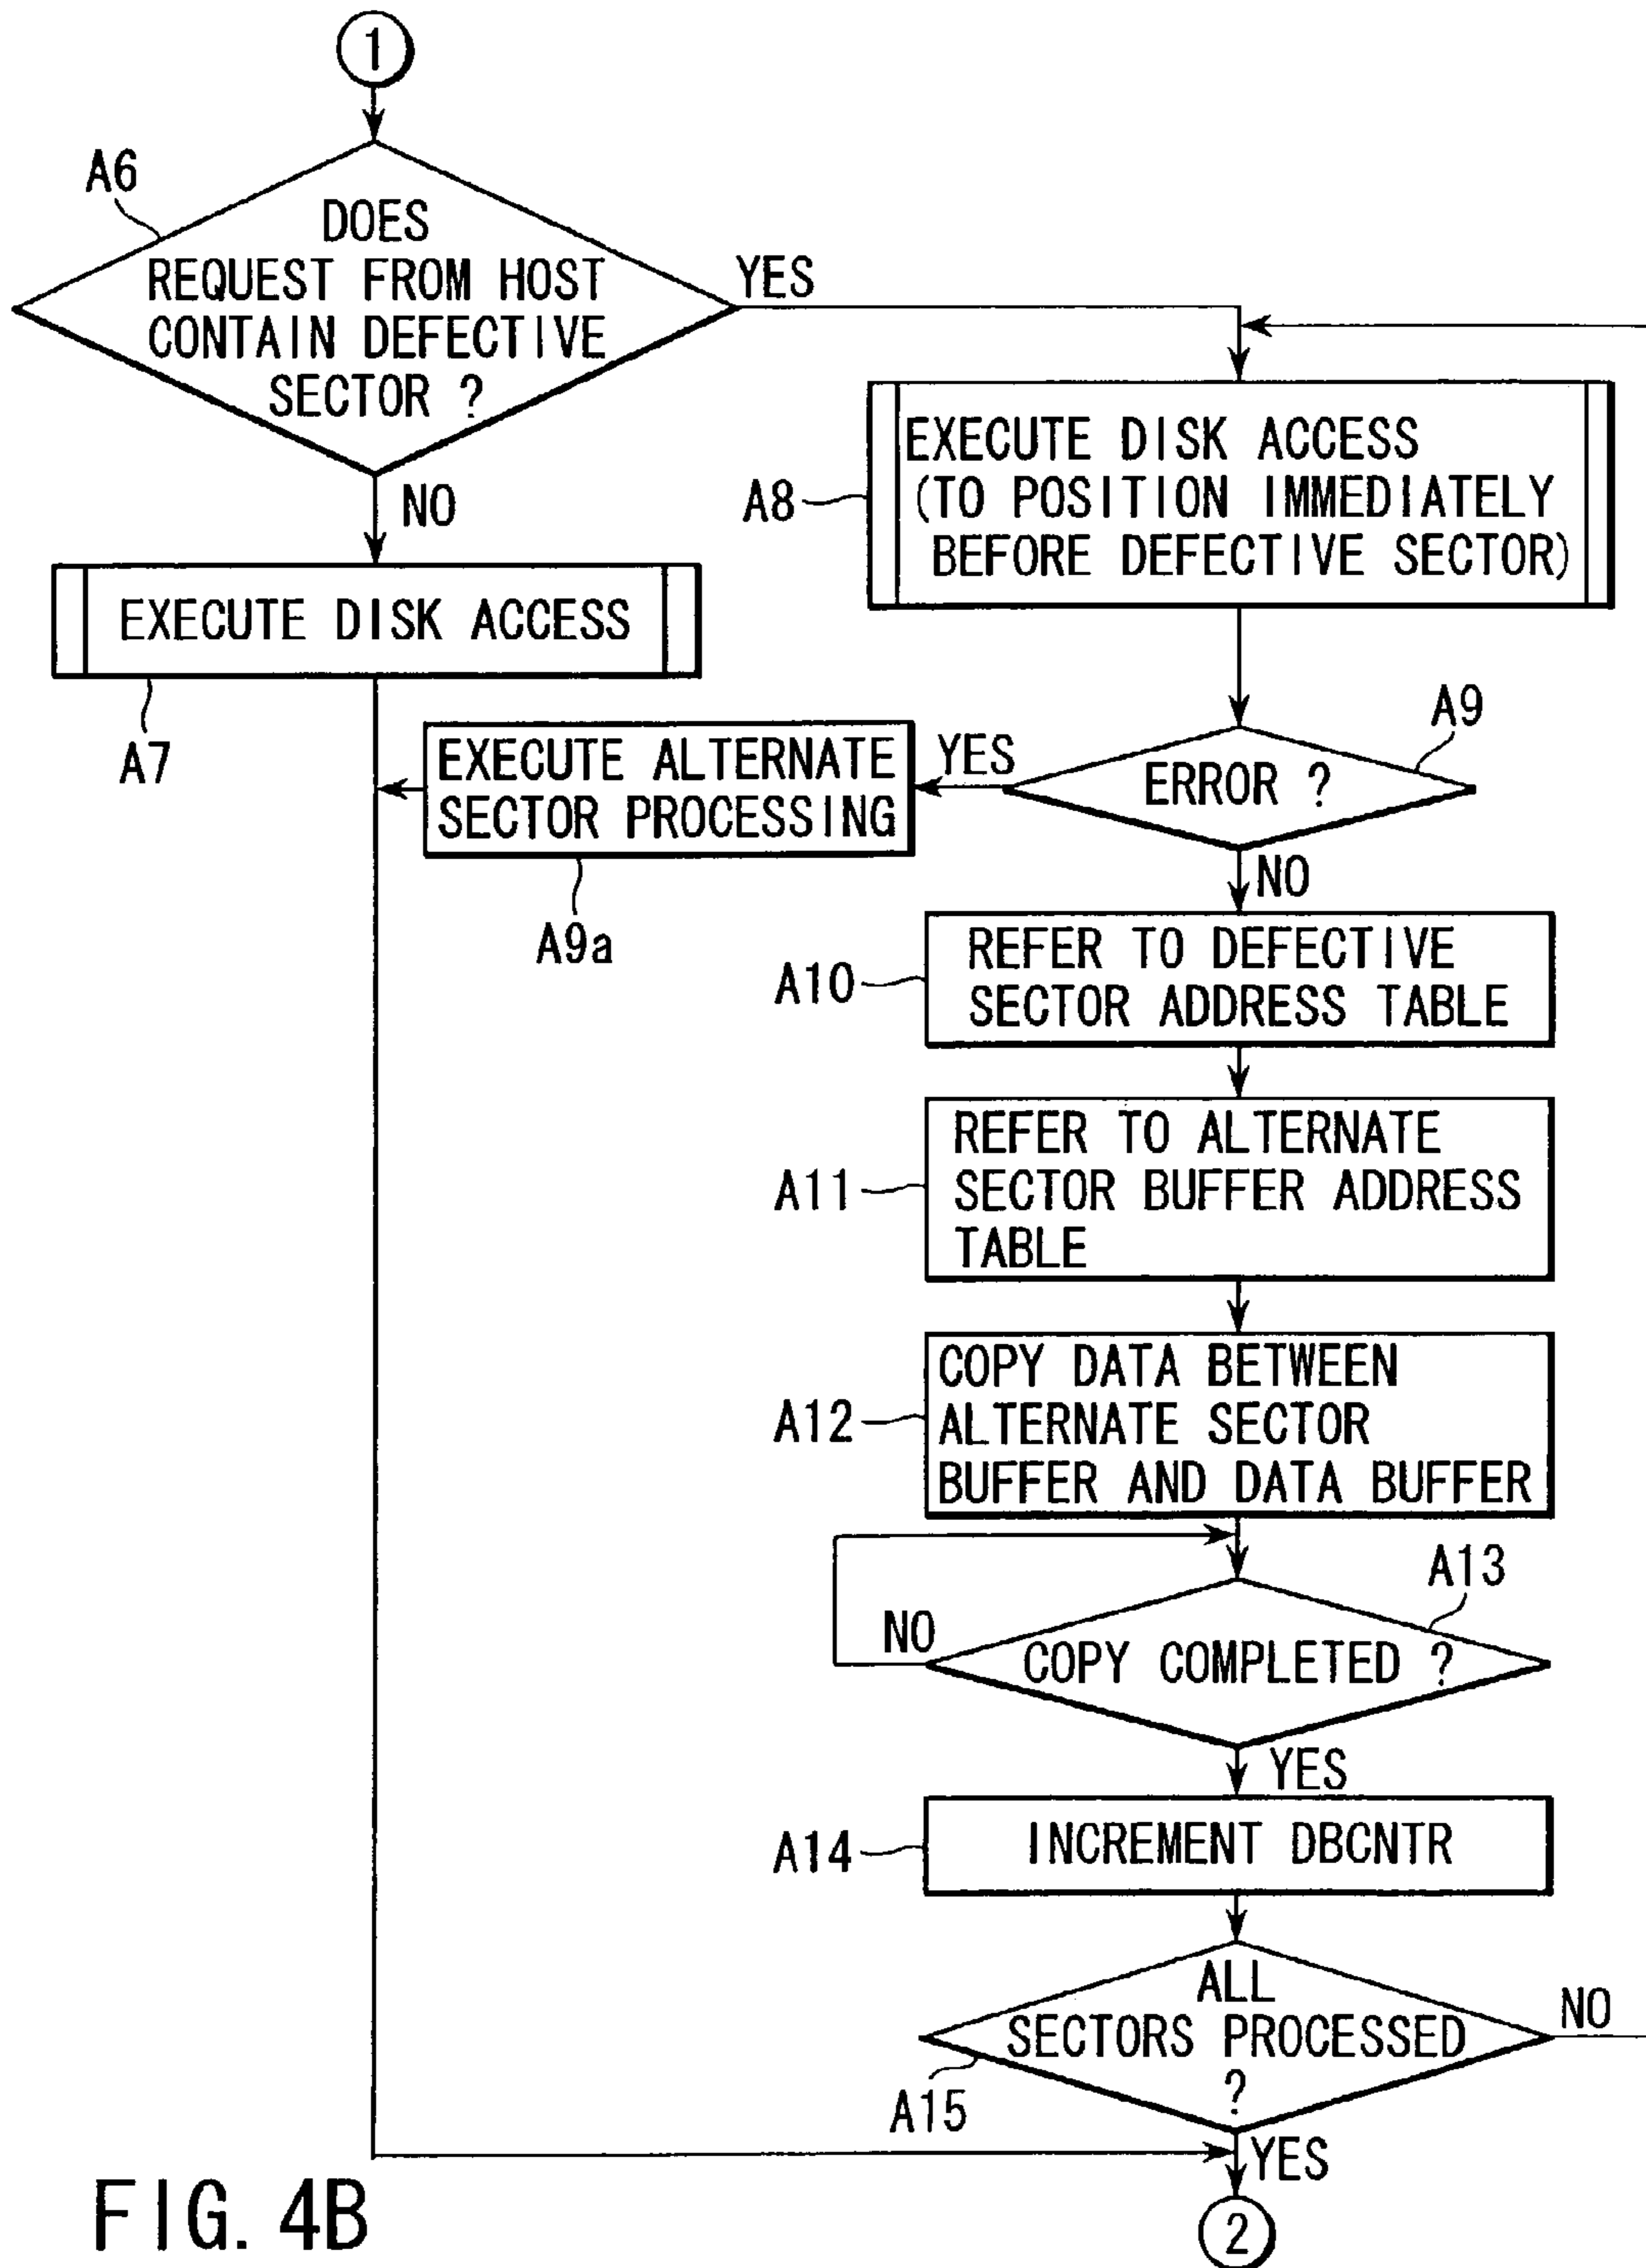 1
A6
DOES
REQUEST FROM HOST
CONTAIN DEFECTIVE
SECTOR ?
YES
NO
EXECUTE DISK ACCESS
A7
A8
EXECUTE DISK ACCESS
(TO POSITION IMMEDIATELY
BEFORE DEFECTIVE SECTOR)
A9
ERROR ?
YES
EXECUTE ALTERNATE
SECTOR PROCESSING
A9a
NO
A10
REFER TO DEFECTIVE
SECTOR ADDRESS TABLE
A11
REFER TO ALTERNATE
SECTOR BUFFER ADDRESS
TABLE
A12
COPY DATA BETWEEN
ALTERNATE SECTOR
BUFFER AND DATA BUFFER
A13
NO
COPY COMPLETED ?
YES
A14
INCREMENT DBCNTR
ALL
SECTORS PROCESSED
?
NO
A15
YES
2
FIG. 4B